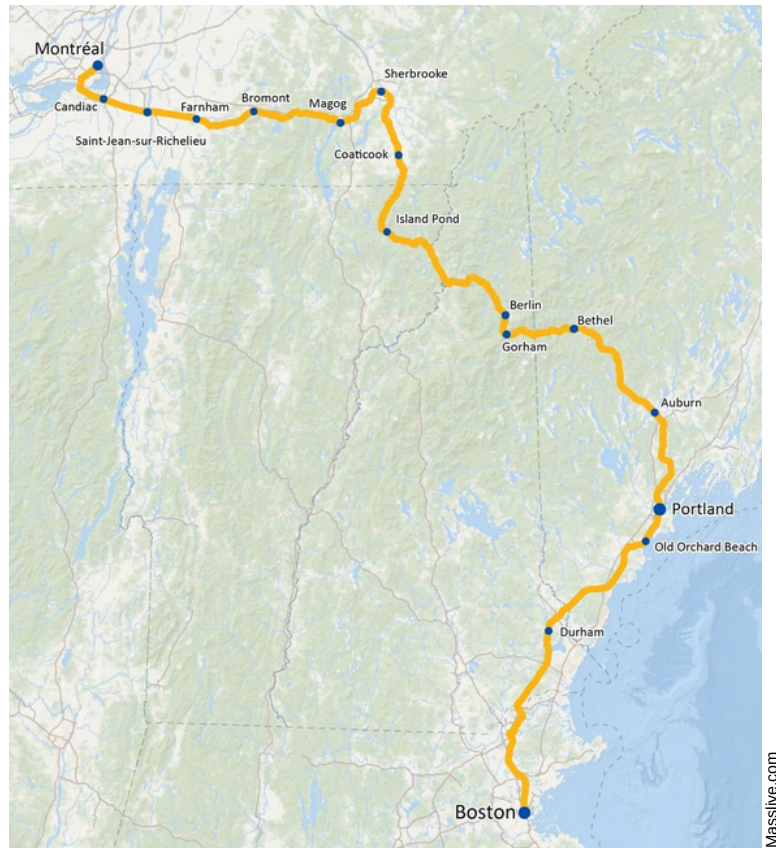 Montréal
Sherbrooke
Candiac
Farnham
Bromont
Magog
Saint-Jean-sur-Richelieu
Coaticook
Island Pond
Berlin
Bethel
Gorham
Auburn
Portland
Old Orchard Beach
Durham
Boston
Masslive.com